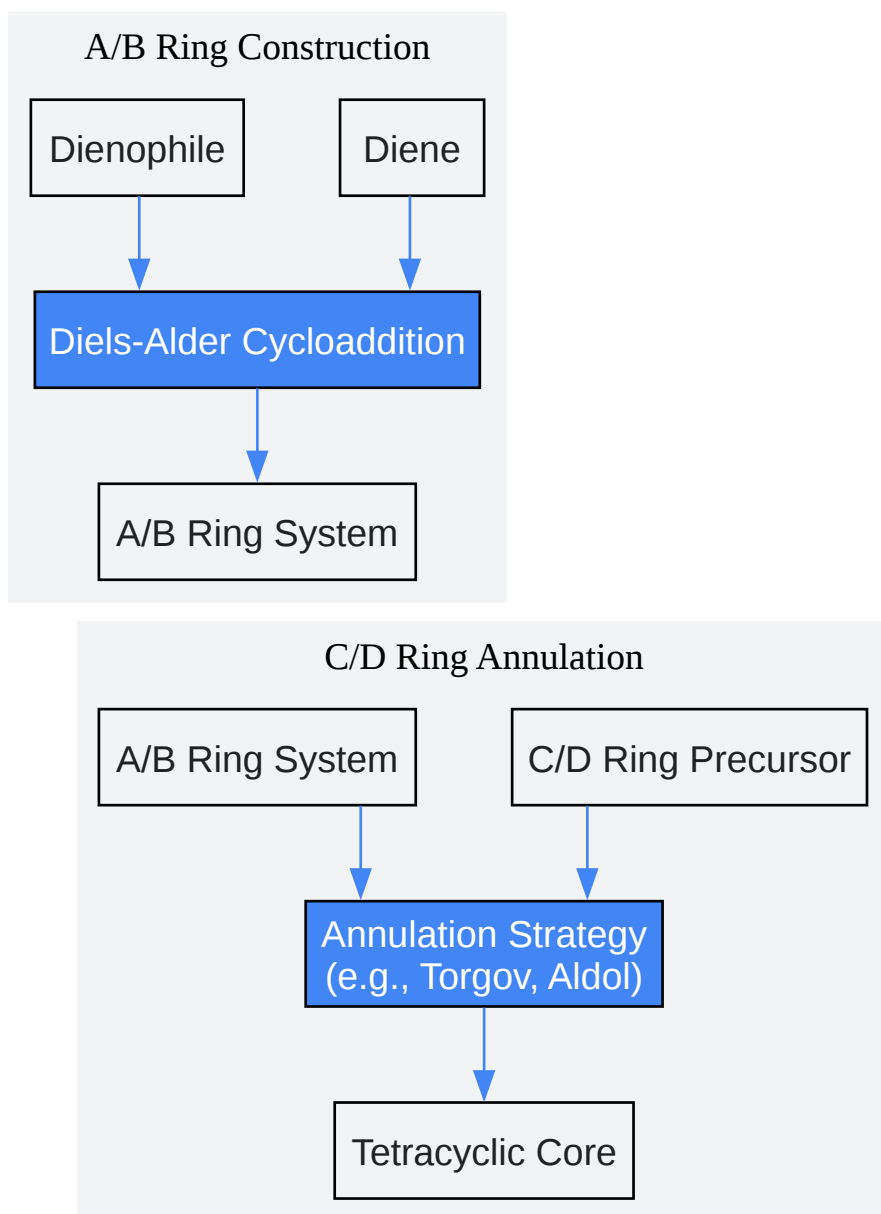 A/B Ring Construction
Dienophile
Diene
Diels-Alder Cycloaddition
A/B Ring System
C/D Ring Annulation
A/B Ring System
C/D Ring Precursor
Annulation Strategy
(e.g., Torgov, Aldol)
Tetracyclic Core